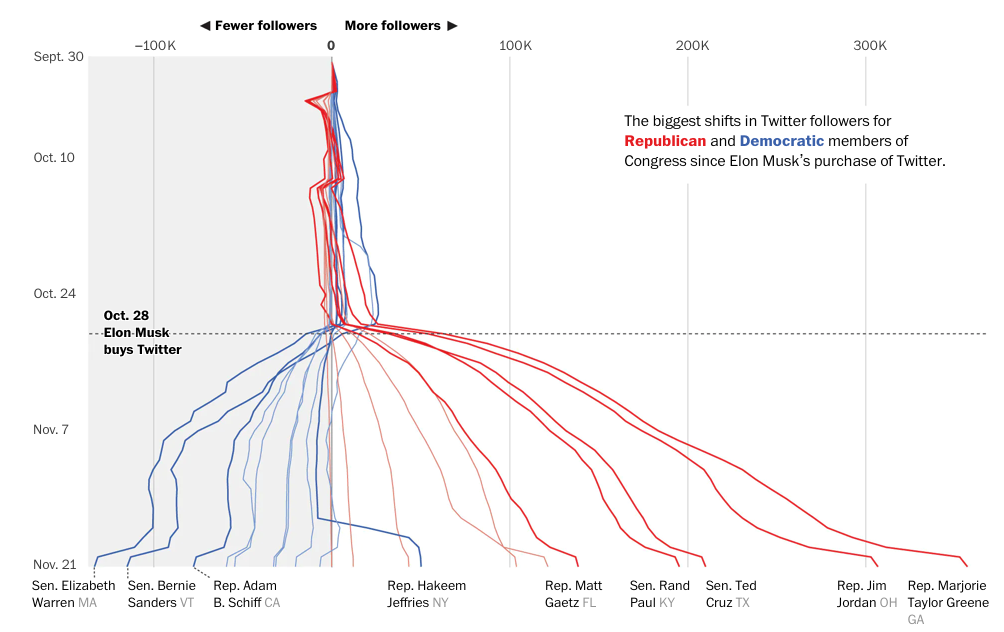 ◀ Fewer followers More followers ▶
−100K 0 100K 200K 300K
Sept. 30
The biggest shifts in Twitter followers for
Republican and Democratic members of
Congress since Elon Musk’s purchase of Twitter.
Oct. 10
Oct. 24
Oct. 28
Elon Musk
buys Twitter
Nov. 7
Nov. 21
Sen. Elizabeth
Warren MA
Sen. Bernie
Sanders VT
Rep. Adam
B. Schiff CA
Rep. Hakeem
Jeffries NY
Rep. Matt
Gaetz FL
Sen. Rand
Paul KY
Sen. Ted
Cruz TX
Rep. Jim
Jordan OH
Rep. Marjorie
Taylor Greene
GA